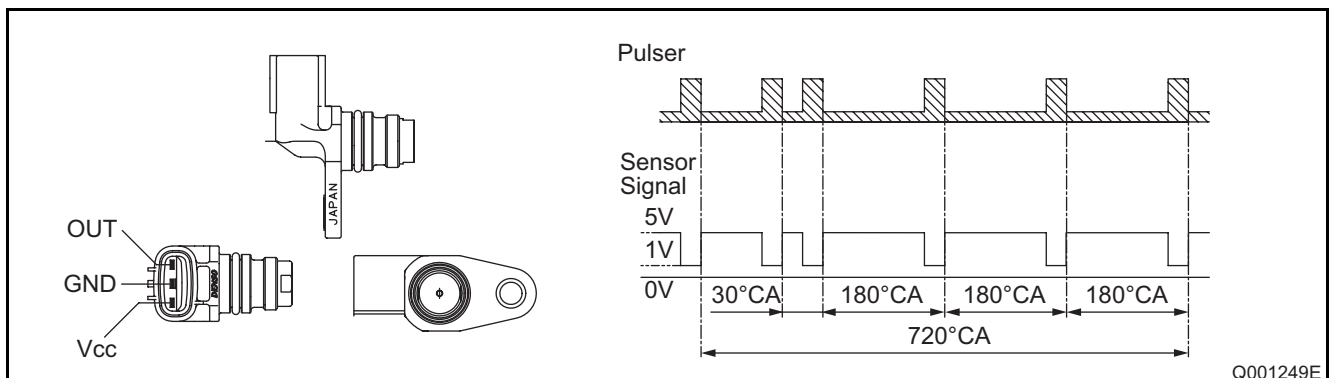 Pulser
Sensor
Signal
5V
1V
0V
30°CA
180°CA
180°CA
180°CA
720°CA
JAPAN
OUT
GND
Vcc
DENSO
Q001249E